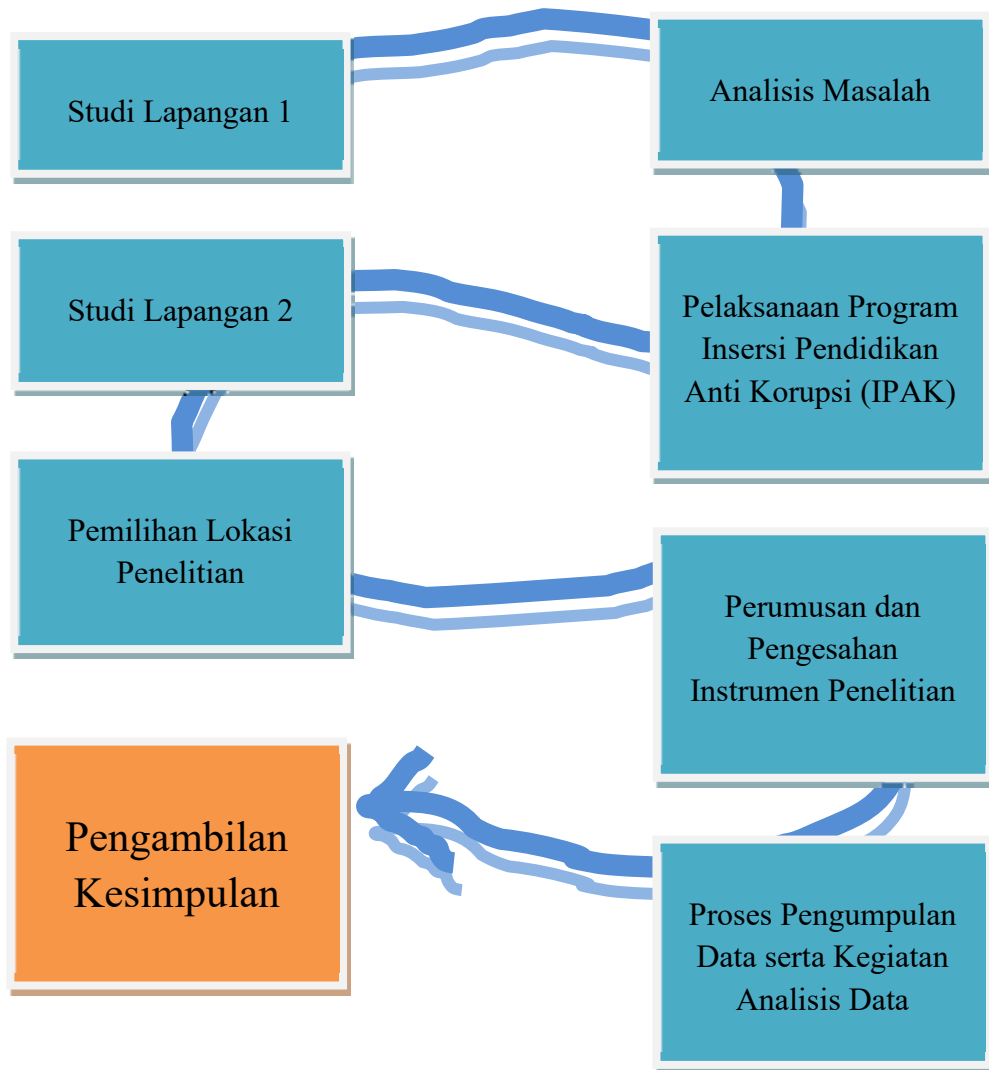 Studi Lapangan 1
Analisis Masalah
Studi Lapangan 2
Pelaksanaan Program
Insersi Pendidikan
Anti Korupsi (IPAK)
Pemilihan Lokasi
Penelitian
Perumusan dan
Pengesahan
Instrumen Penelitian
Pengambilan
Kesimpulan
Proses Pengumpulan
Data serta Kegiatan
Analisis Data